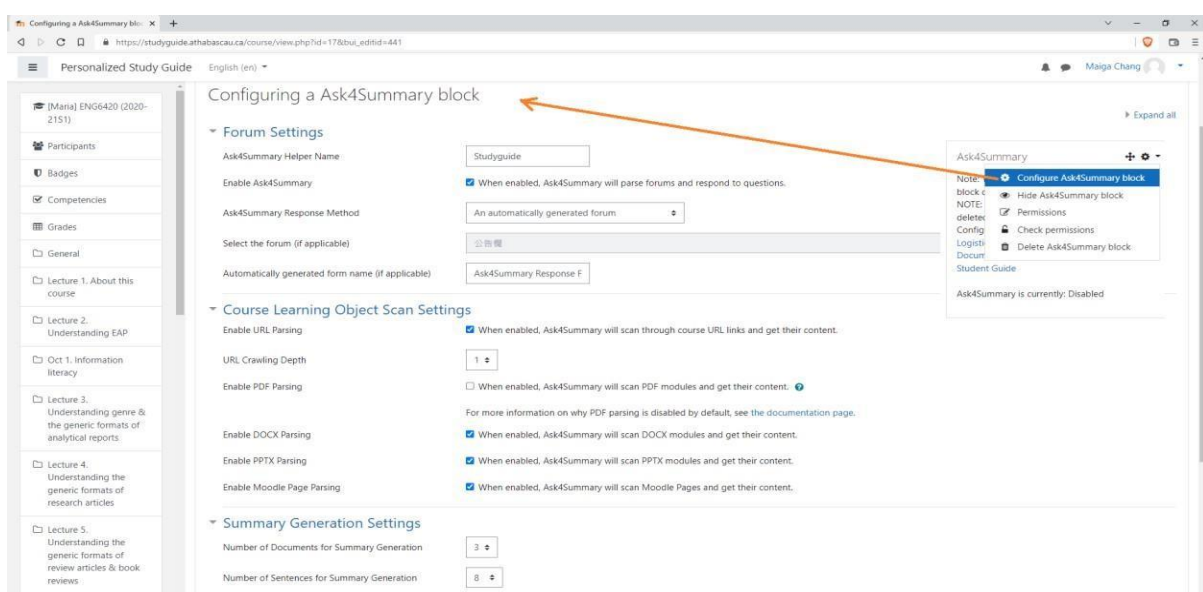 Configuring a Ask4Summary blo
https://studyguide.athabascau.ca/course/view.php?id=17&bui_editid=441
Personalized Study Guide English (en)
Maiga Chang
[Maria] ENG6420 (2020-
21S1)
Participants
Badges
Competencies
Grades
General
Lecture 1. About this
course
Lecture 2.
Understanding EAP
Oct 1. Information
literacy
Lecture 3.
Understanding genre &
the generic formats of
analytical reports
Lecture 4.
Understanding the
generic formats of
research articles
Lecture 5.
Understanding the
generic formats of
review articles & book
reviews
Configuring a Ask4Summary block
Expand all
Forum Settings
Ask4Summary Helper Name Studyguide
Enable Ask4Summary When enabled, Ask4Summary will parse forums and respond to questions.
Ask4Summary Response Method An automatically generated forum
Select the forum (if applicable) 公告欄
Automatically generated form name (if applicable) Ask4Summary Response F
Course Learning Object Scan Settings
Enable URL Parsing When enabled, Ask4Summary will scan through course URL links and get their content.
URL Crawling Depth 1
Enable PDF Parsing When enabled, Ask4Summary will scan PDF modules and get their content.
For more information on why PDF parsing is disabled by default, see the documentation page.
Enable DOCX Parsing When enabled, Ask4Summary will scan DOCX modules and get their content.
Enable PPTX Parsing When enabled, Ask4Summary will scan PPTX modules and get their content.
Enable Moodle Page Parsing When enabled, Ask4Summary will scan Moodle Pages and get their content.
Summary Generation Settings
Number of Documents for Summary Generation 3
Number of Sentences for Summary Generation 8
Ask4Summary
Note:
block
NOTE:
deleted
Config
Logisti
Docum
Student Guide
Ask4Summary is currently: Disabled
Configure Ask4Summary block
Hide Ask4Summary block
Permissions
Check permissions
Delete Ask4Summary block